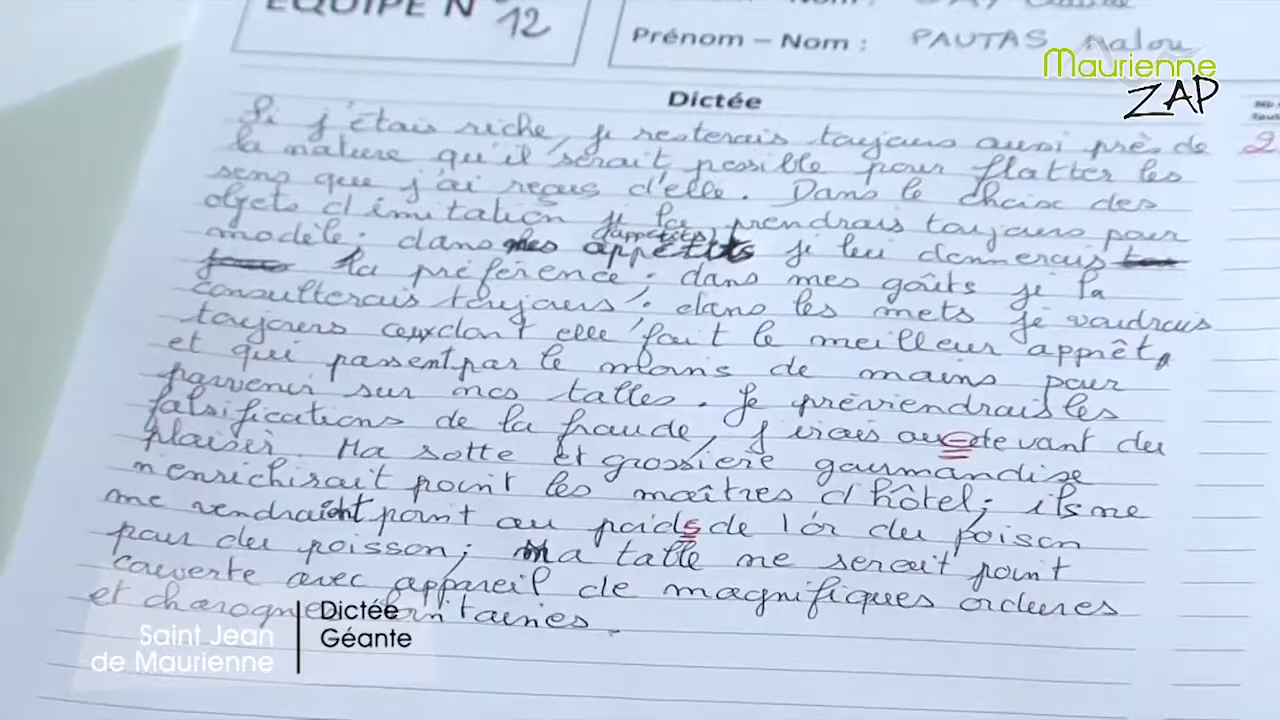 EQUIPE N
12
Prénom – Nom : PAUTAS Malou
Maurienne
ZAP
Dictée
2
Si j'étais riche, je resterais toujours aussi près de
la nature qu'il serait possible pour flatter les
sens que j'ai reçus d'elle. Dans le choix des
objets d'imitation je la prendrais toujours pour
modèle ; dans mes appétits je lui donnerais
la préférence ; dans mes goûts je la
consulterais toujours ; dans les mets je voudrais
toujours ceux dont elle fait le meilleur apprêt,
et qui passent par le moins de mains pour
parvenir sur nos tables. Je préviendrais les
falsifications de la fraude, j'irais au-devant du
plaisir. Ma sotte et grossière gourmandise
n'enrichirait point les maîtres d'hôtel ; ils ne
me vendraient point au poids de l'or du poison
pour du poisson ; Ma table ne serait point
couverte avec appareil de magnifiques ordures
et charognes lointaines.
Saint Jean
de Maurienne
Dictée
Géante